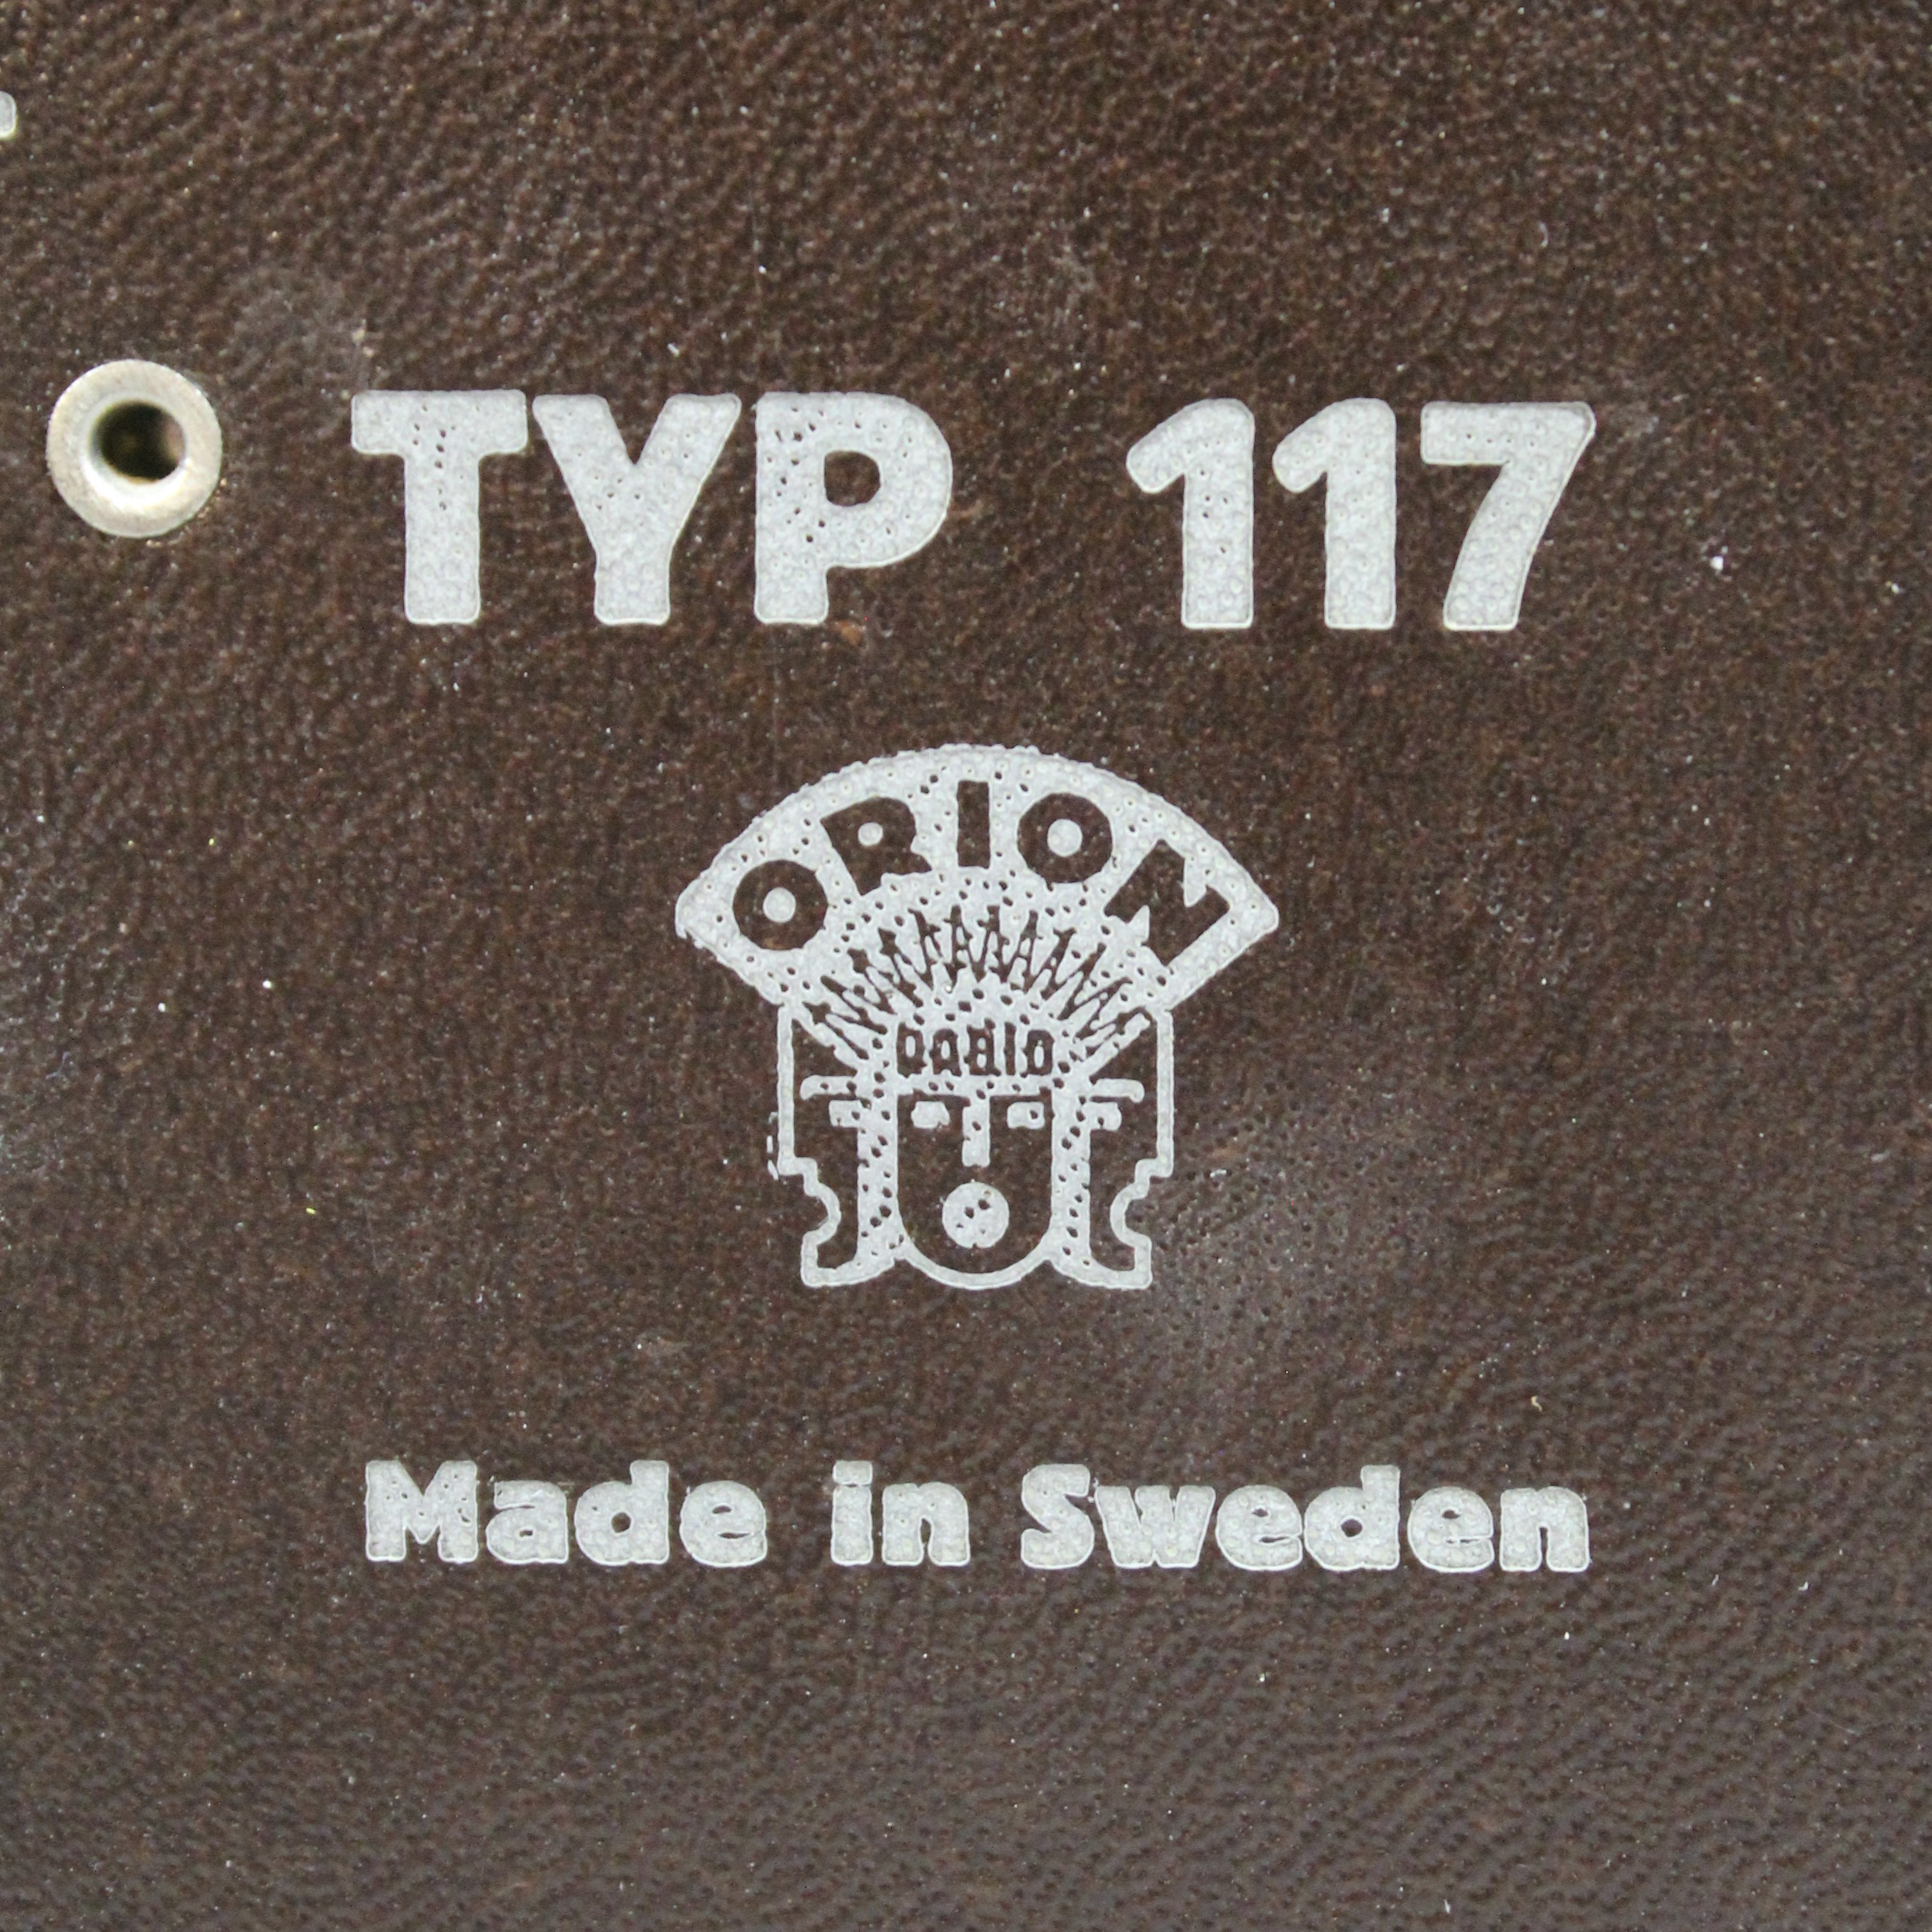 TYP 117
ORION
RADIO
Made in Sweden